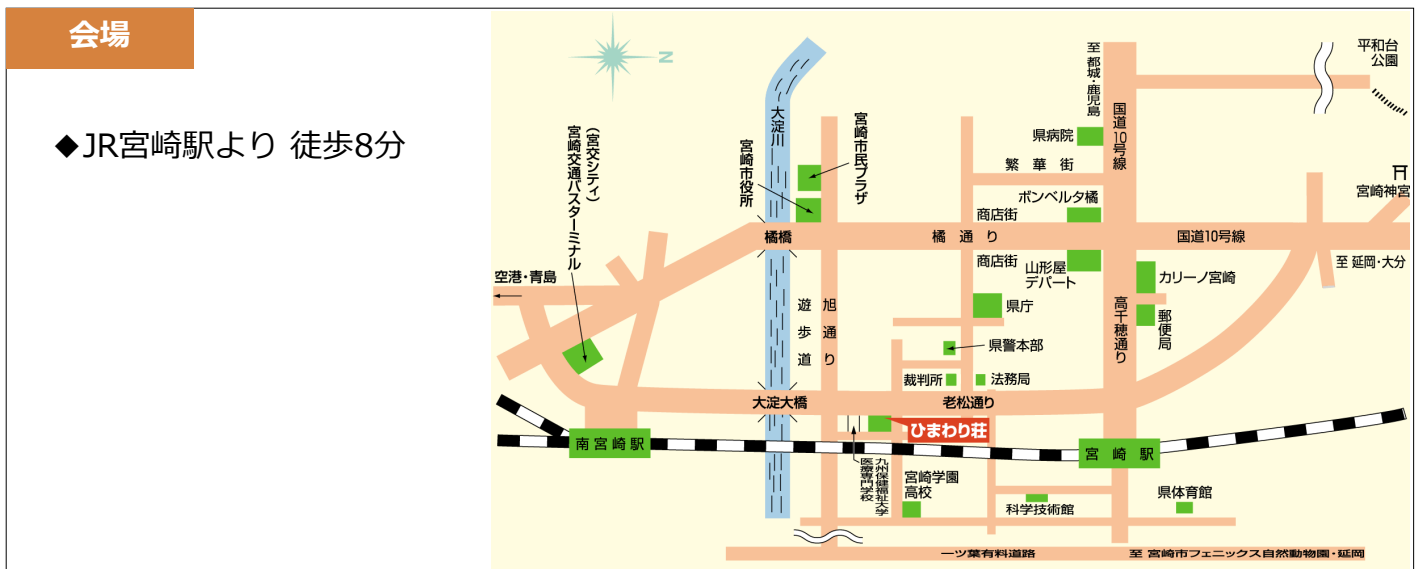 会場
◆JR宮崎駅より 徒歩8分
N
大淀川
宮崎市民プラザ
宮崎市役所
(宮交シティ)
宮崎交通バスターミナル
至 都城・鹿児島
国道10号線
平和台
公園
県病院
繁華街
宮崎神宮
ボンベルタ橘
商店街
橘橋
橘通り
国道10号線
商店街
山形屋
デパート
カリーノ宮崎
至 延岡・大分
空港・青島
遊歩道
旭通り
県庁
高千穂通り
郵便局
県警本部
裁判所
法務局
大淀大橋
老松通り
ひまわり荘
南宮崎駅
宮崎駅
九州保健福祉大学
医療専門学校
宮崎学園
高校
科学技術館
県体育館
一ツ葉有料道路
至 宮崎市フェニックス自然動物園・延岡